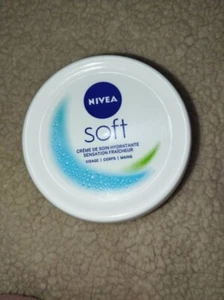 NIVEA
soft
CRÈME DE SOIN HYDRATANTE
SENSATION FRAÎCHEUR
VISAGE | CORPS | MAINS